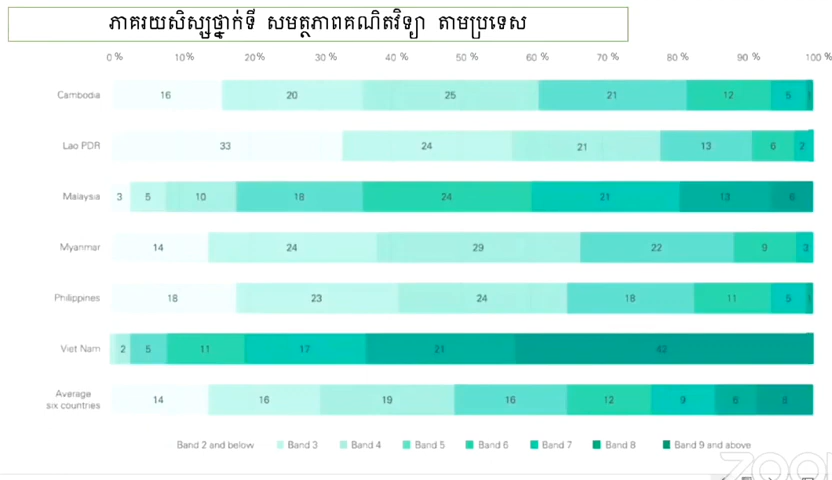 ភាគរយសិស្សថ្នាក់ទី សមត្ថភាពគណិតវិទ្យា តាមប្រទេស
0 % 10 % 20 % 30 % 40 % 50 % 60 % 70 % 80 % 90 % 100 %
Cambodia 16 20 25 21 12 5
Lao PDR 33 24 21 13 6 2
Malaysia 3 5 10 18 24 21 13 6
Myanmar 14 24 29 22 9 3
Philippines 18 23 24 18 11 5
Viet Nam 2 5 11 17 21 42
Average
six countries 14 16 19 16 12 9 6 8
Band 2 and below Band 3 Band 4 Band 5 Band 6 Band 7 Band 8 Band 9 and above